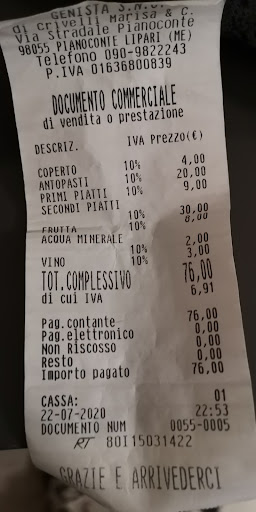 GENISTA S.N.C.
di Crivelli Marisa & C.
Via Stradale Pianoconte
98055 PIANOCONTE LIPARI (ME)
Telefono 090-9822243
P.IVA 01636800839
DOCUMENTO COMMERCIALE
di vendita o prestazione
DESCRIZ. IVA Prezzo(€)
COPERTO 10% 4,00
ANTOPASTI 10% 20,00
PRIMI PIATTI 10% 9,00
SECONDI PIATTI
10% 30,00
FRUTTA 10% 8,00
ACQUA MINERALE
10% 2,00
VINO 10% 3,00
TOT.COMPLESSIVO 76,00
di cui IVA 6,91
Pag.contante 76,00
Pag.elettronico 0,00
Non Riscosso 0,00
Resto 0,00
Importo pagato 76,00
CASSA: 01
22-07-2020 22:53
DOCUMENTO NUM 0055-0005
RT 80I15031422
GRAZIE E ARRIVEDERCI